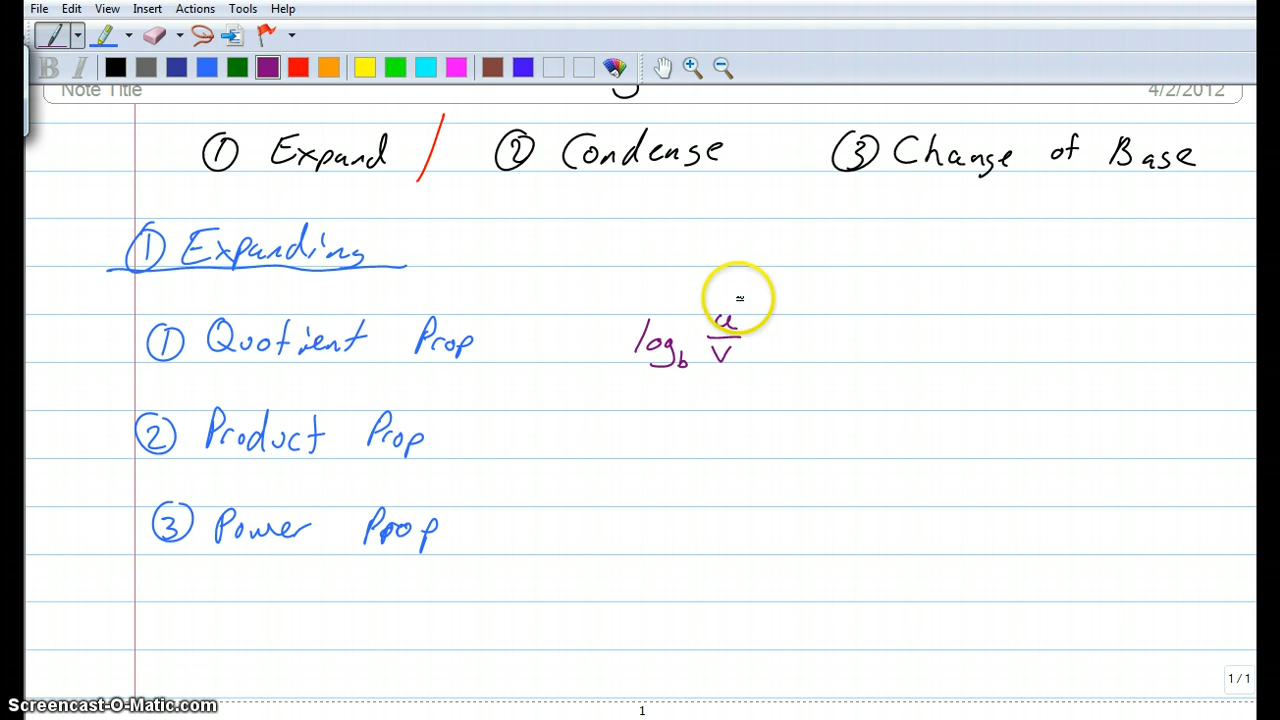 File Edit View Insert Actions Tools Help
B I
Note Title 4/2/2012
① Expand / ② Condense ③ Change of Base
① Expanding
① Quotient Prop log_b u/v
② Product Prop
③ Power Prop
1 / 1
Screencast-O-Matic.com
1